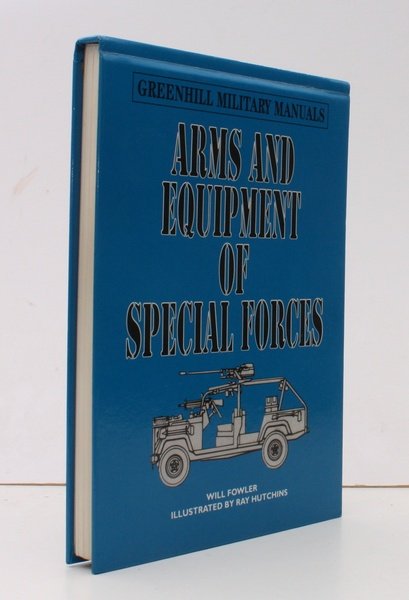 GREENHILL MILITARY MANUALS
ARMS AND
EQUIPMENT
OF
SPECIAL FORCES
WILL FOWLER
ILLUSTRATED BY RAY HUTCHINS